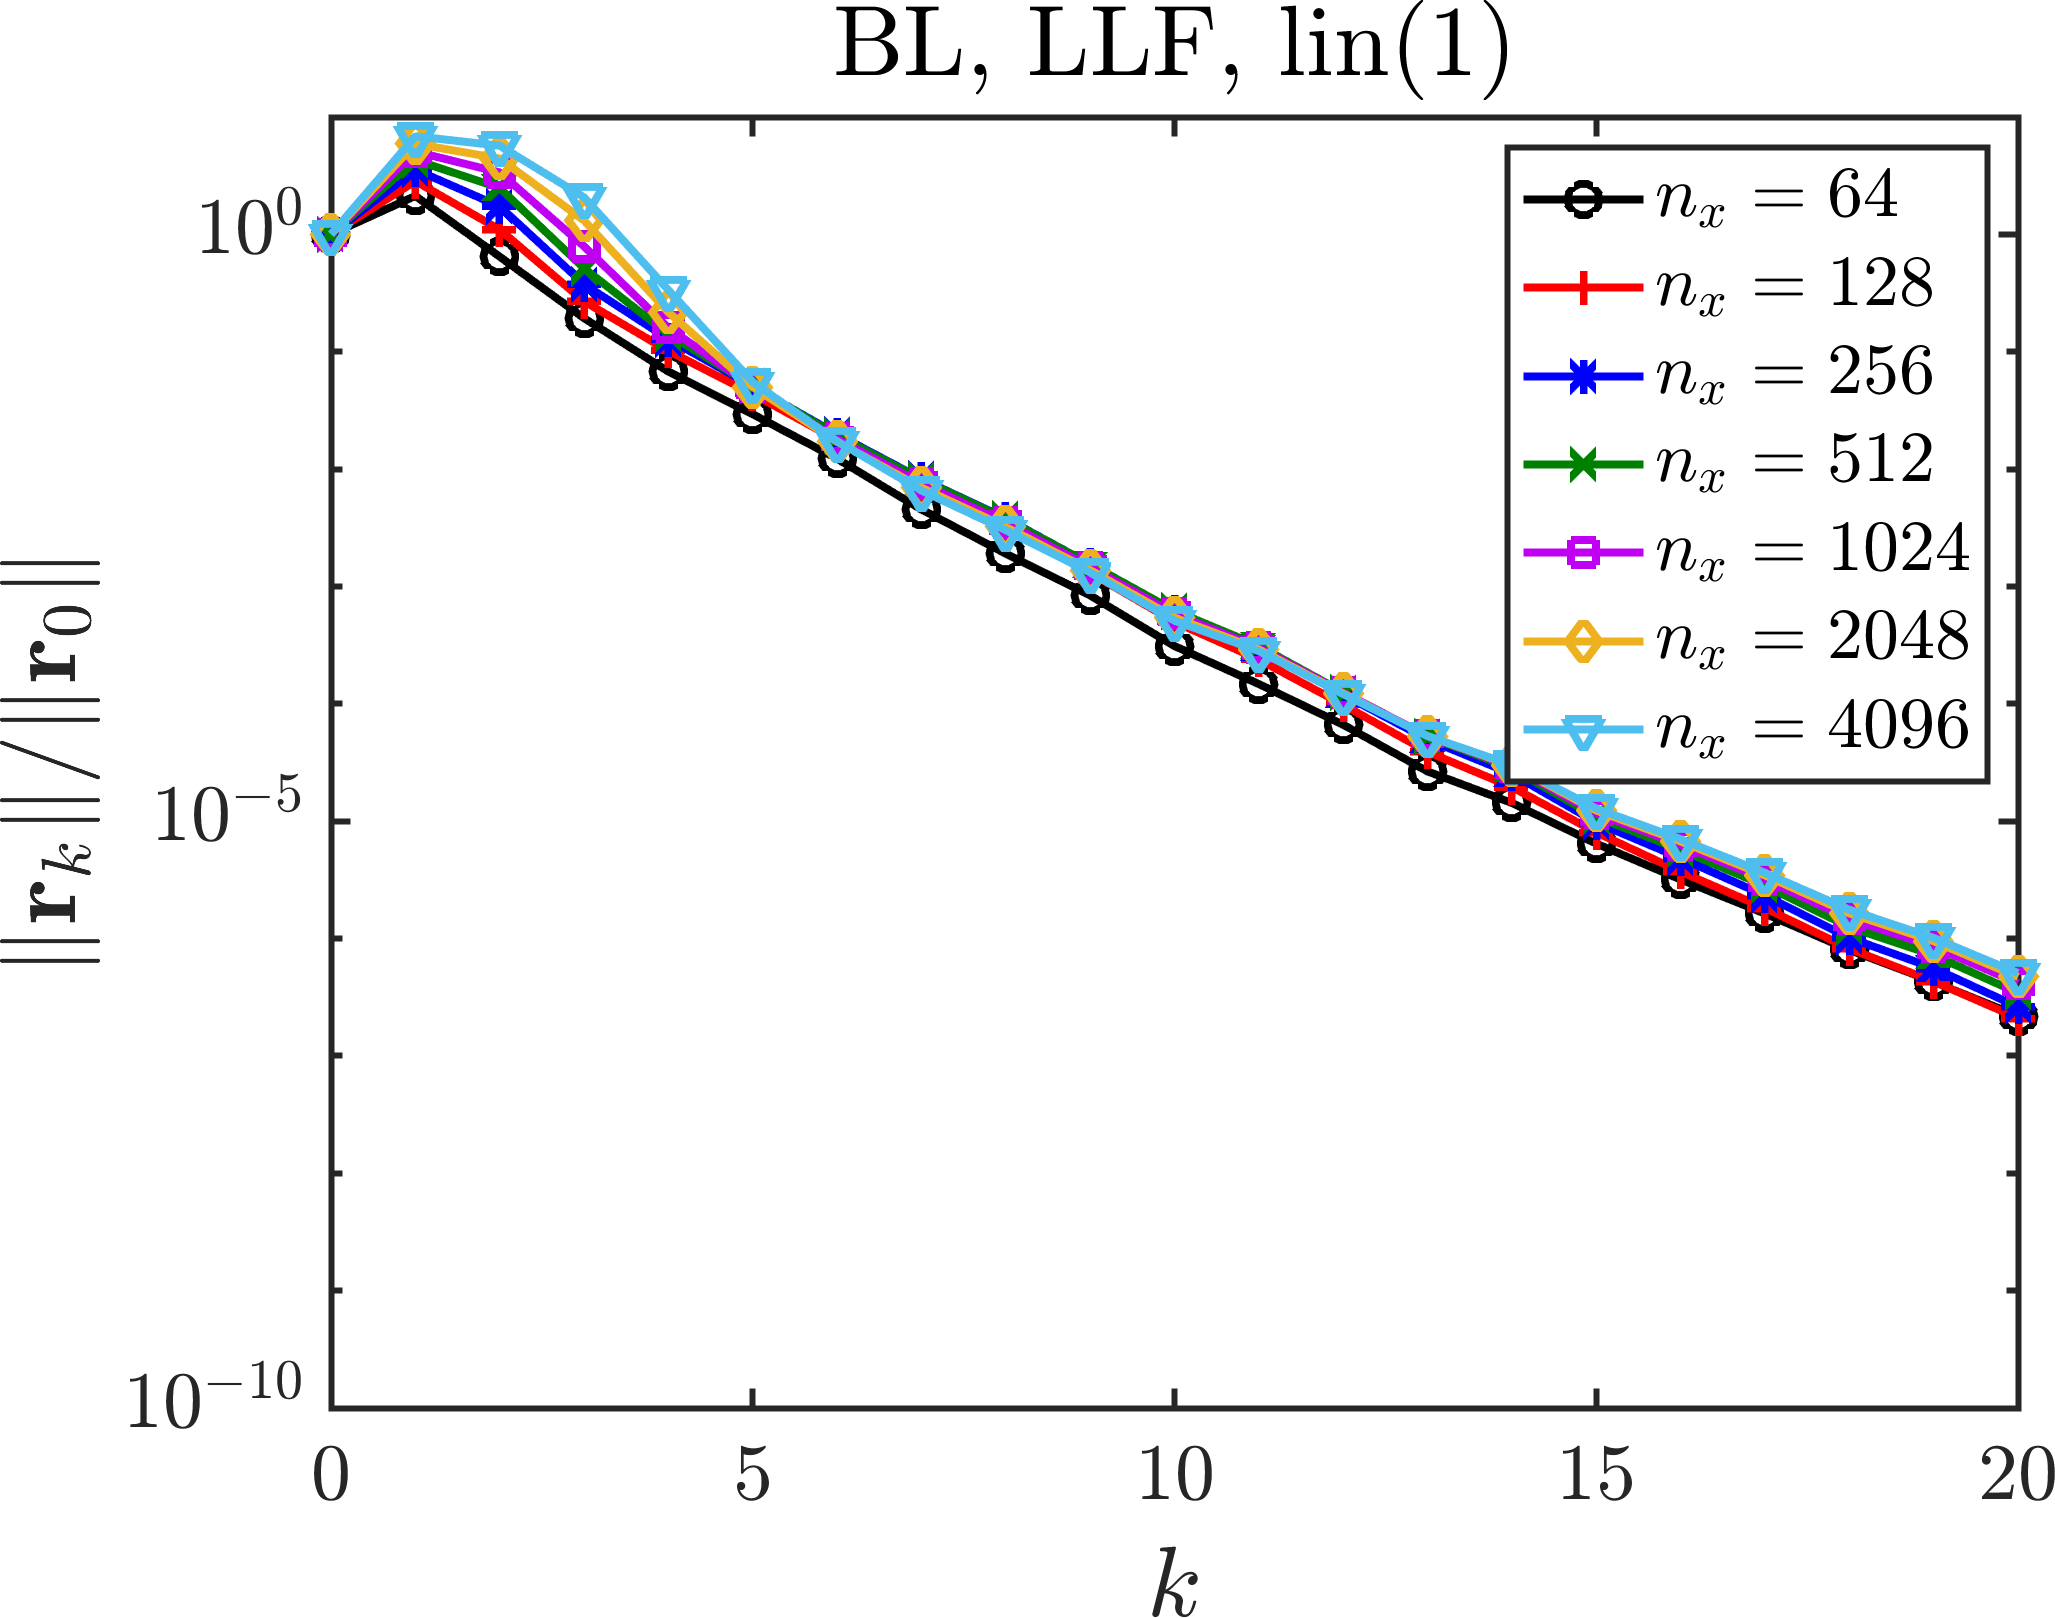 BL, LLF, lin(1)
‖r_k‖/‖r_0‖
10^0
10^−5
10^−10
n_x = 64
n_x = 128
n_x = 256
n_x = 512
n_x = 1024
n_x = 2048
n_x = 4096
0 5 10 15 20
k